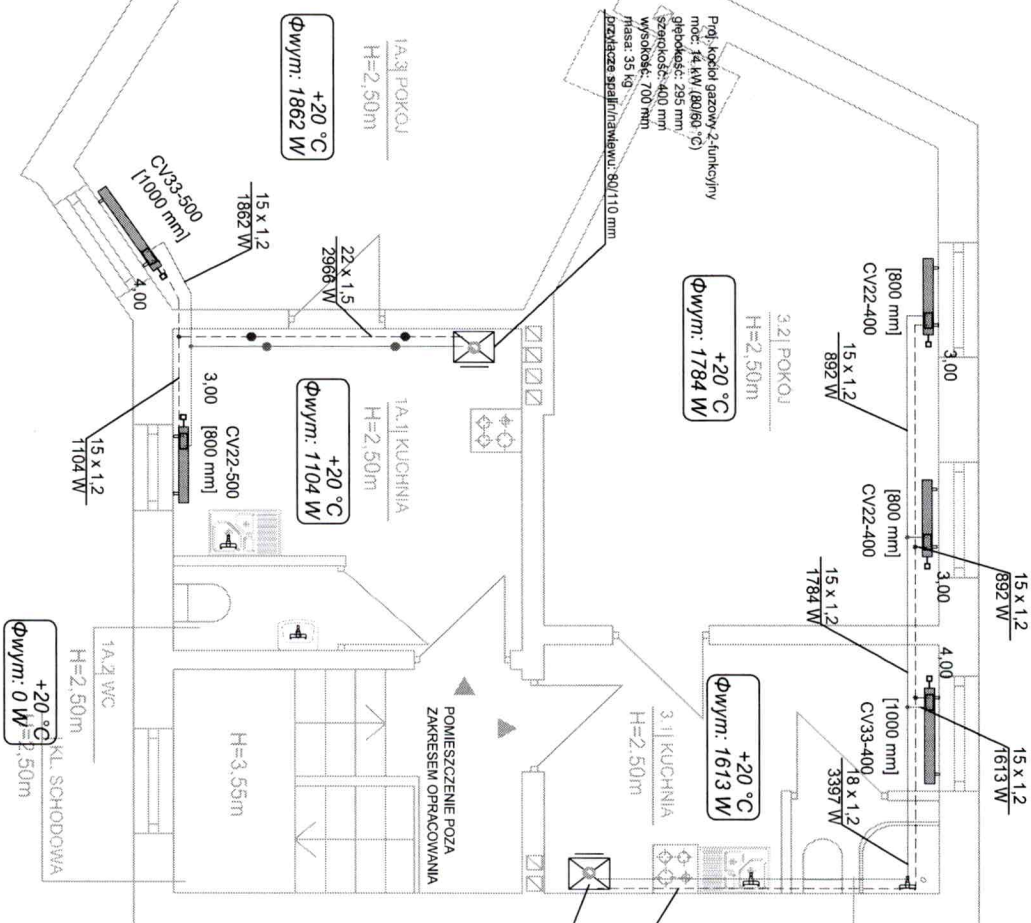 Proj. kocioł gazowy 2-funkcyjny
moc: 14 kW (80/60 °C)
głębokość: 295 mm
szerokość: 400 mm
wysokość: 700 mm
masa: 35 kg
przyłącze spalin/nawiewu: 80/110 mm
1A.3 POKÓJ
H=2,50m
+20 °C
Φwym: 1862 W
CV33-500
[1000 mm]
4,00
15 x 1,2
1862 W
22 x 1,5
2966 W
3,00
15 x 1,2
1104 W
CV22-500
[800 mm]
1A.1 KUCHNIA
H=2,50m
+20 °C
Φwym: 1104 W
3.2 POKÓJ
H=2,50m
+20 °C
Φwym: 1784 W
CV22-400
[800 mm]
3,00
15 x 1,2
892 W
CV22-400
[800 mm]
3,00
15 x 1,2
892 W
15 x 1,2
1784 W
4,00
CV33-400
[1000 mm]
15 x 1,2
1613 W
18 x 1,2
3397 W
3.1 KUCHNIA
H=2.50m
+20 °C
Φwym: 1613 W
POMIESZCZENIE POZA
ZAKRESEM OPRACOWANIA
H=3.55m
1A.2 WC
H=2,50m
+20 °C
Φwym: 0 W
KL. SCHODOWA
H=2,50m